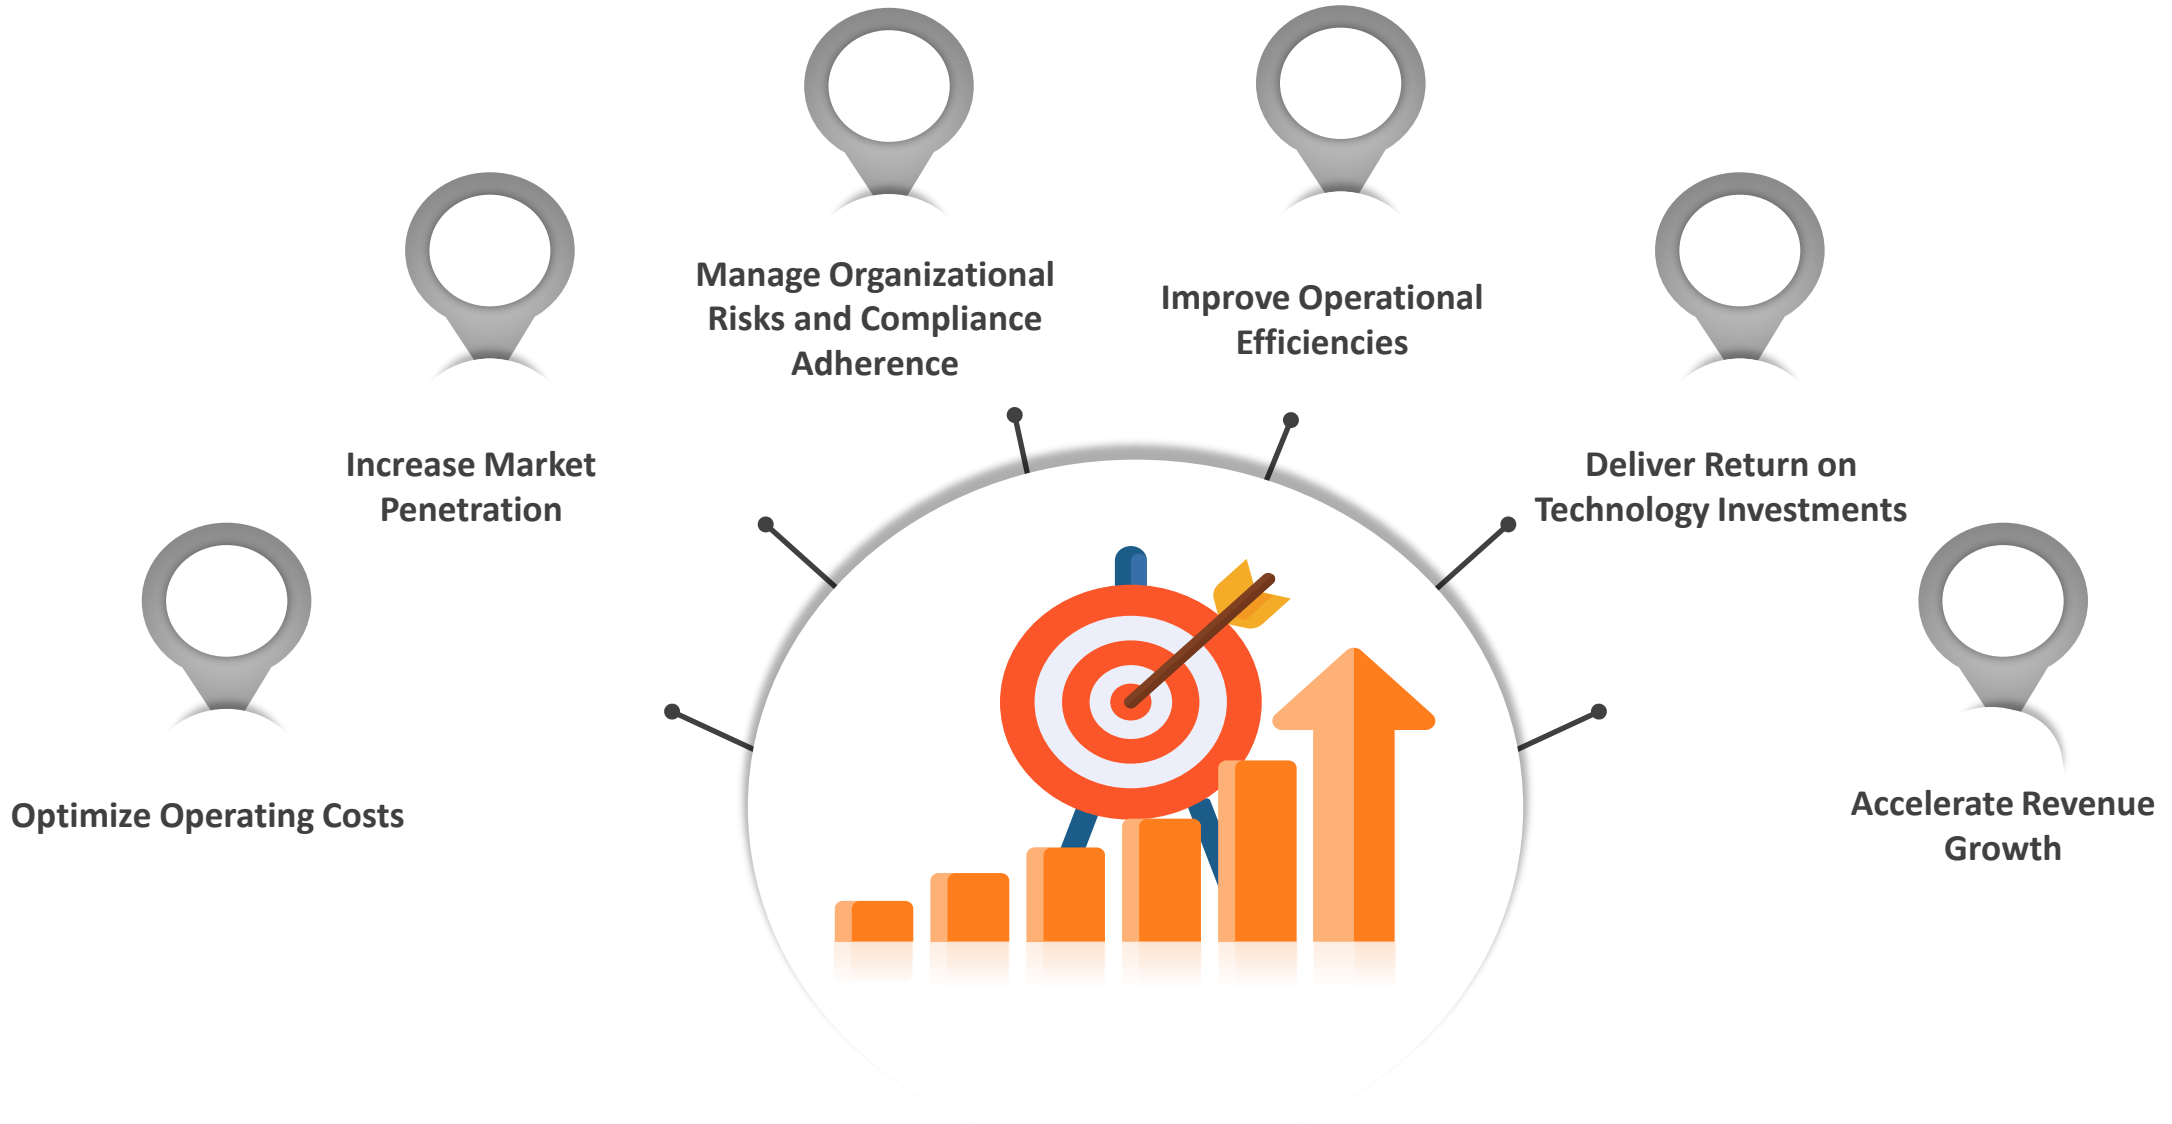 Manage Organizational
Risks and Compliance
Adherence
Improve Operational
Efficiencies
Increase Market
Penetration
Deliver Return on
Technology Investments
Optimize Operating Costs
Accelerate Revenue
Growth